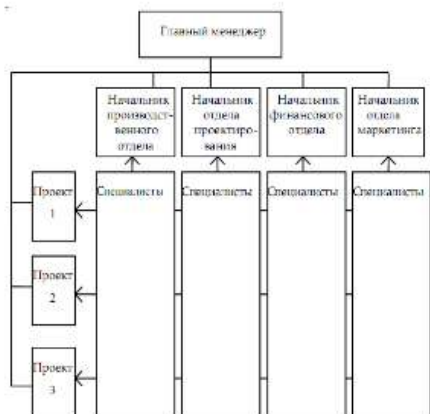 Главный менеджер
Начальник
производст-
венного
отдела
Начальник
отдела
проектиро-
вания
Начальник
финансового
отдела
Начальник
отдела
маркетинга
Проект
1
Специалисты
Специалисты
Специалисты
Специалисты
Проект
2
Проект
3